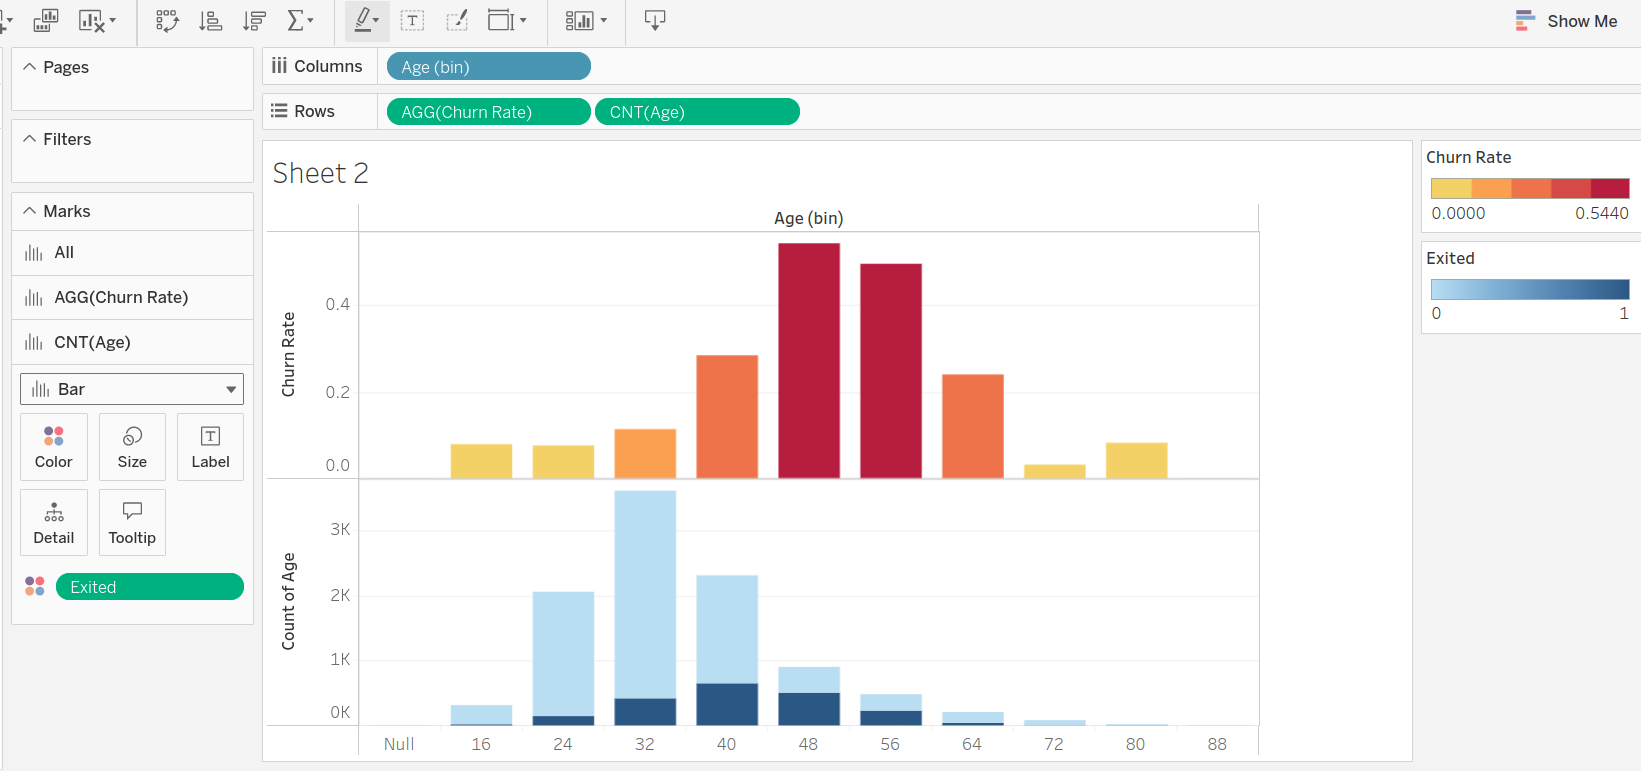 Show Me
Pages
Columns
Age (bin)
Rows
AGG(Churn Rate)
CNT(Age)
Filters
Marks
All
AGG(Churn Rate)
CNT(Age)
Bar
Color
Size
T
Label
Detail
Tooltip
Exited
Sheet 2
Age (bin)
Churn Rate
0.4
0.2
0.0
Count of Age
3K
2K
1K
0K
Null 16 24 32 40 48 56 64 72 80 88
Churn Rate
0.0000 0.5440
Exited
0 1